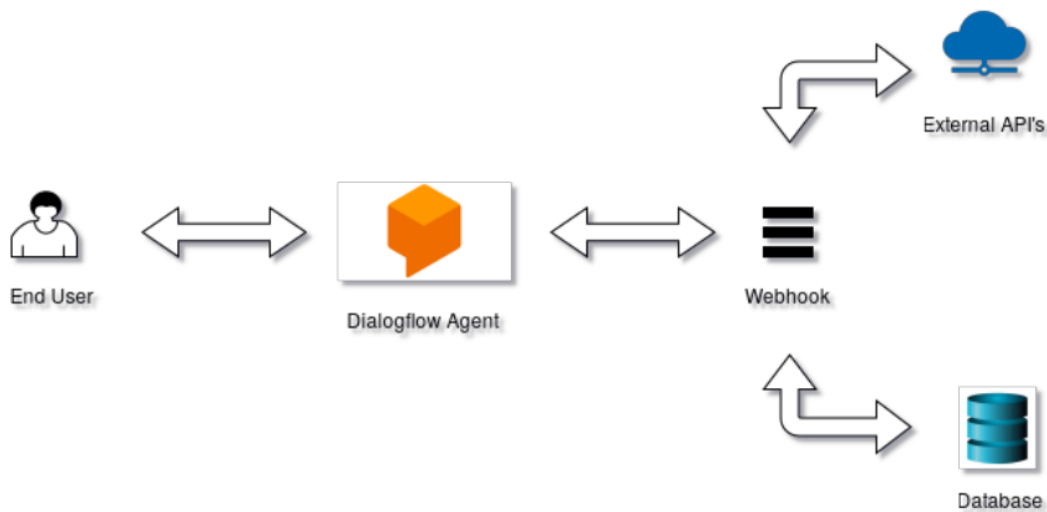 External API's
End User
Dialogflow Agent
Webhook
Database